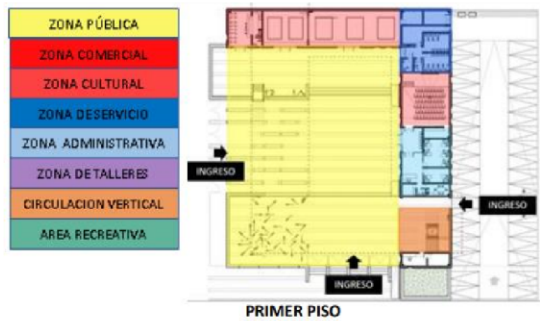 ZONA PÚBLICA
ZONA COMERCIAL
ZONA CULTURAL
ZONA DESERVICIO
ZONA ADMINISTRATIVA
ZONA DETALLERES
CIRCULACION VERTICAL
AREA RECREATIVA
INGRESO
INGRESO
INGRESO
PRIMER PISO